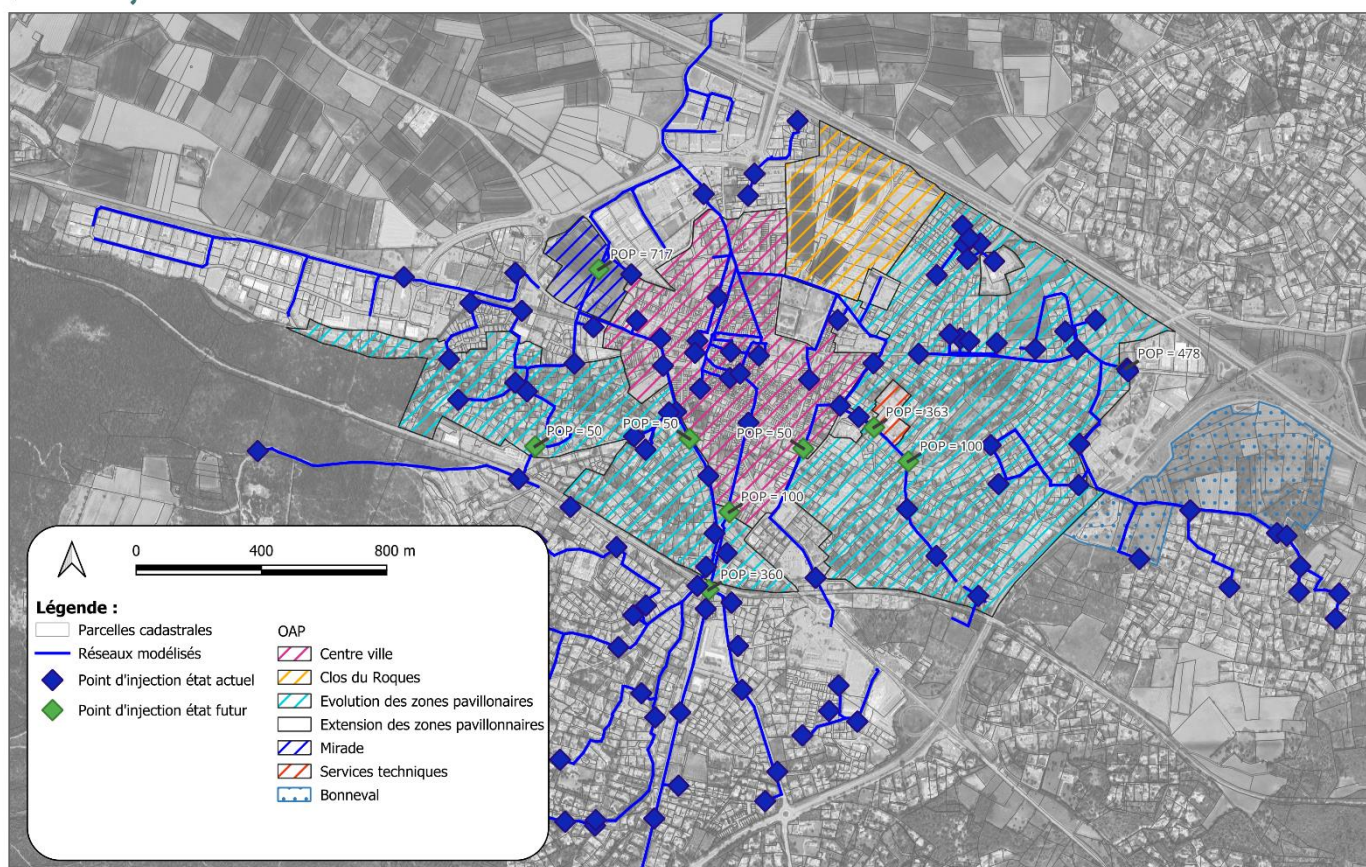 POP = 717
POP = 478
POP = 363
POP = 50
POP = 50
POP = 50
POP = 100
POP = 100
POP = 360
0 400 800 m
Légende :
Parcelles cadastrales
Réseaux modélisés
Point d'injection état actuel
Point d'injection état futur
OAP
Centre ville
Clos du Roques
Evolution des zones pavillonaires
Extension des zones pavillonnaires
Mirade
Services techniques
Bonneval